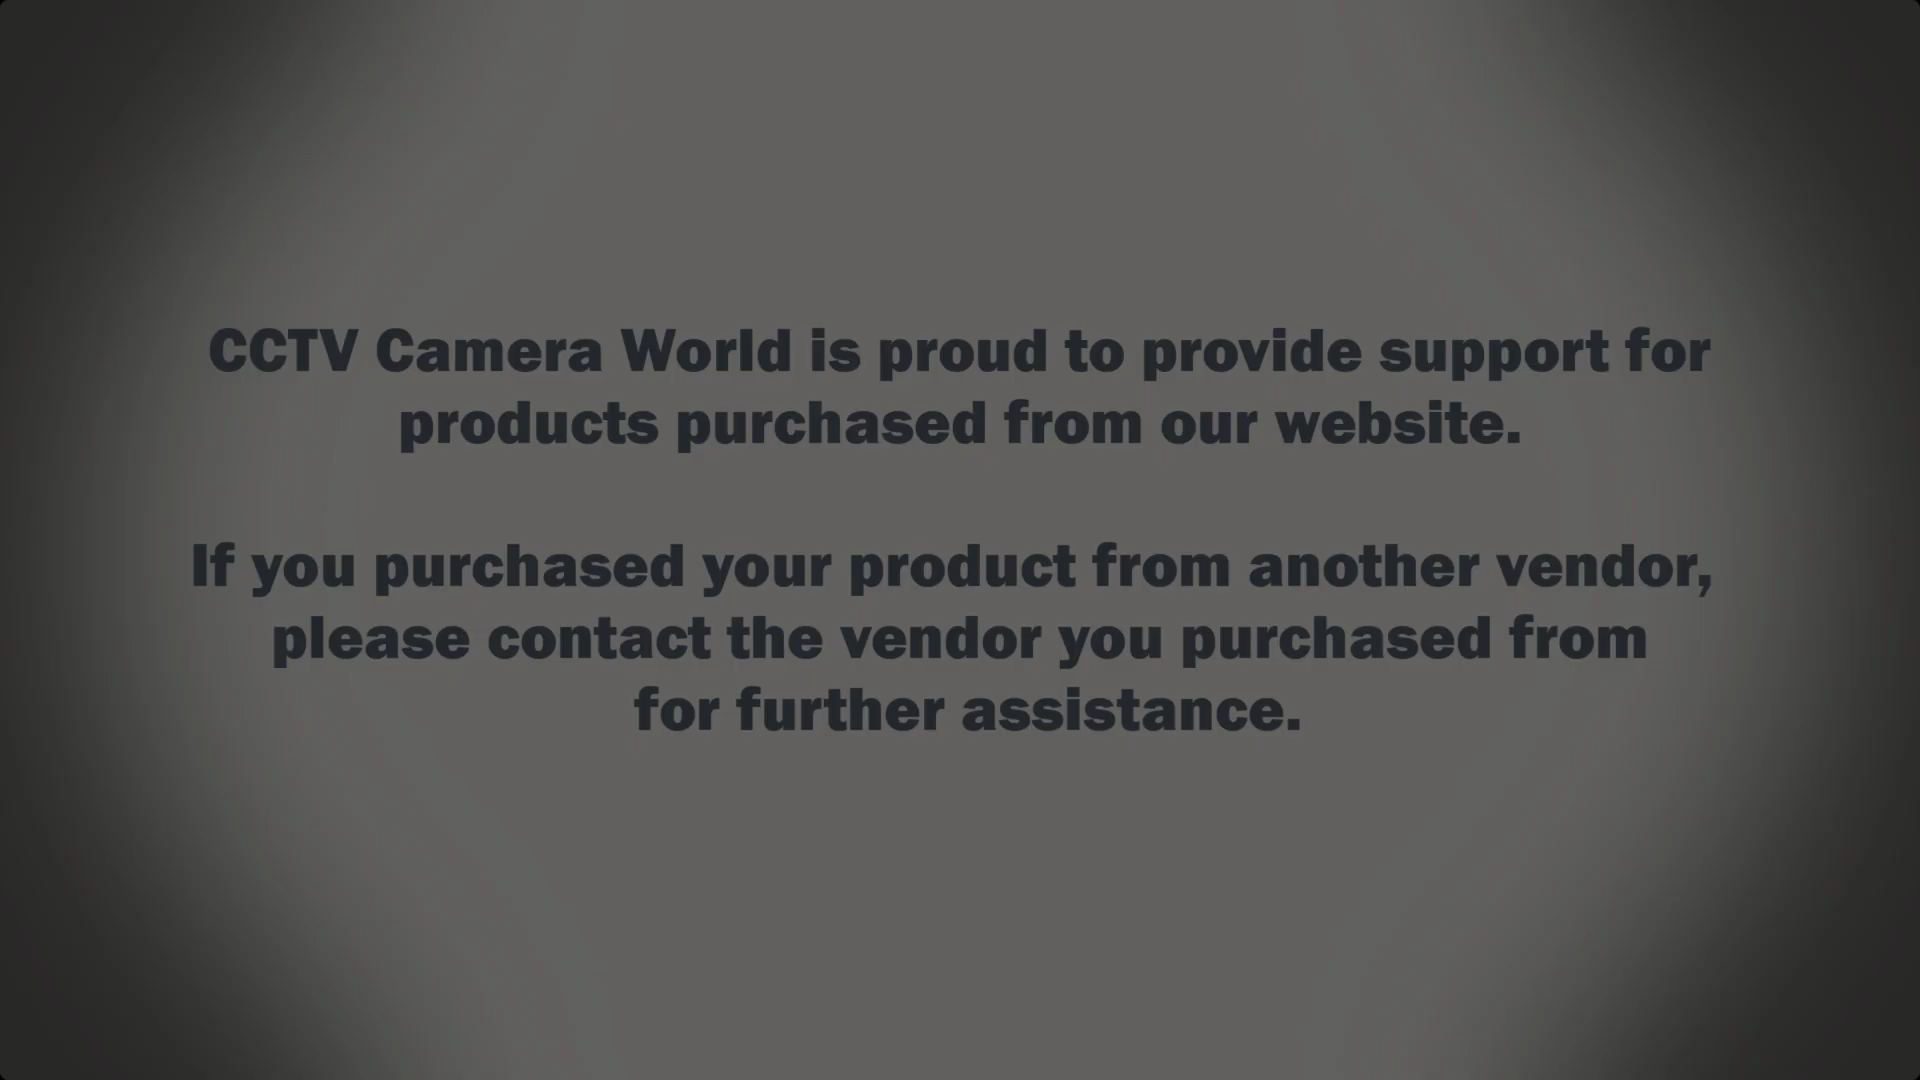 CCTV Camera World is proud to provide support for
products purchased from our website.
If you purchased your product from another vendor,
please contact the vendor you purchased from
for further assistance.